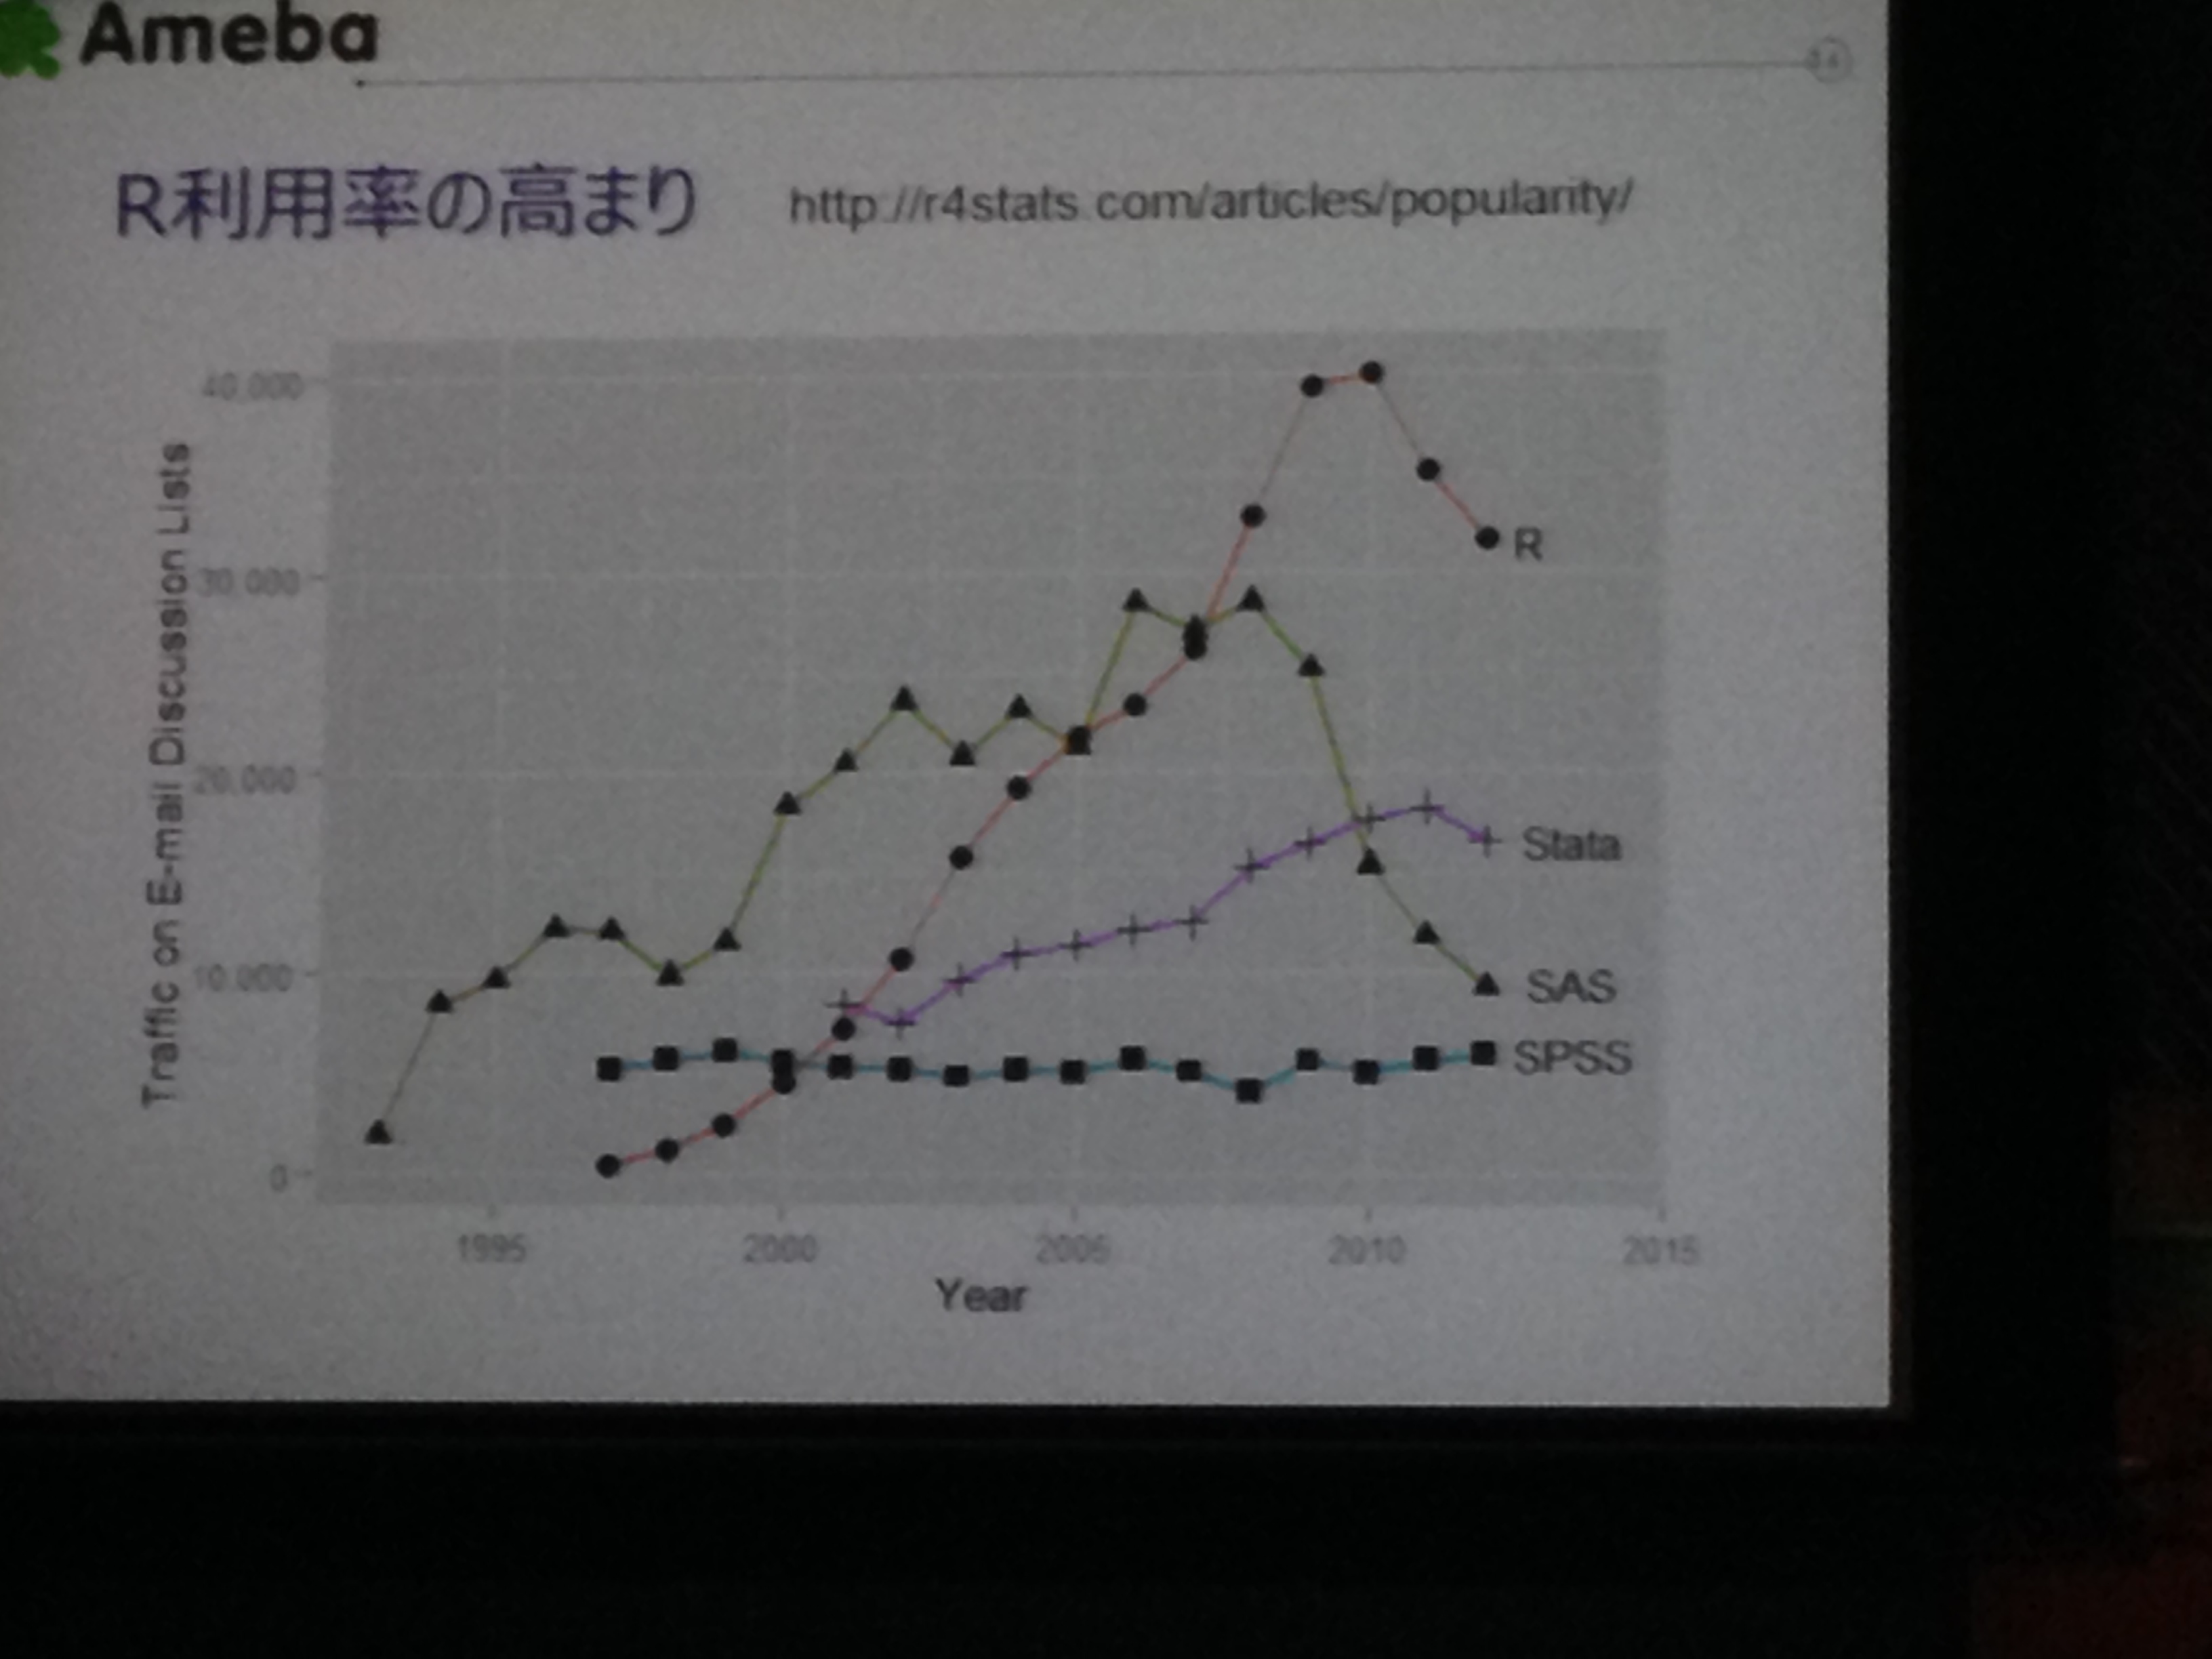 Ameba
R利用率の高まり http://r4stats.com/articles/popularity/
Traffic on E-mail Discussion Lists
40,000
30,000
20,000
10,000
0
R
Stata
SAS
SPSS
1995 2000 2005 2010 2015
Year